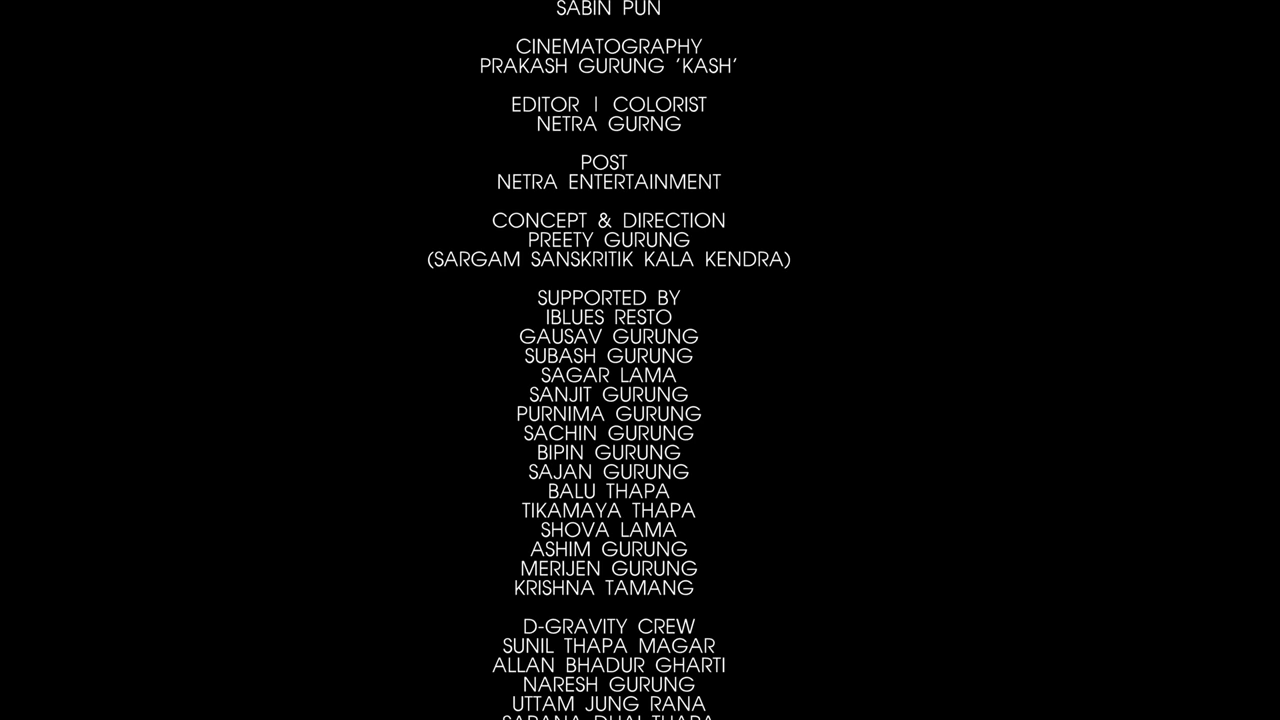 SABIN PUN
CINEMATOGRAPHY
PRAKASH GURUNG 'KASH'
EDITOR | COLORIST
NETRA GURNG
POST
NETRA ENTERTAINMENT
CONCEPT & DIRECTION
PREETY GURUNG
(SARGAM SANSKRITIK KALA KENDRA)
SUPPORTED BY
IBLUES RESTO
GAUSAV GURUNG
SUBASH GURUNG
SAGAR LAMA
SANJIT GURUNG
PURNIMA GURUNG
SACHIN GURUNG
BIPIN GURUNG
SAJAN GURUNG
BALU THAPA
TIKAMAYA THAPA
SHOVA LAMA
ASHIM GURUNG
MERIJEN GURUNG
KRISHNA TAMANG
D-GRAVITY CREW
SUNIL THAPA MAGAR
ALLAN BHADUR GHARTI
NARESH GURUNG
UTTAM JUNG RANA